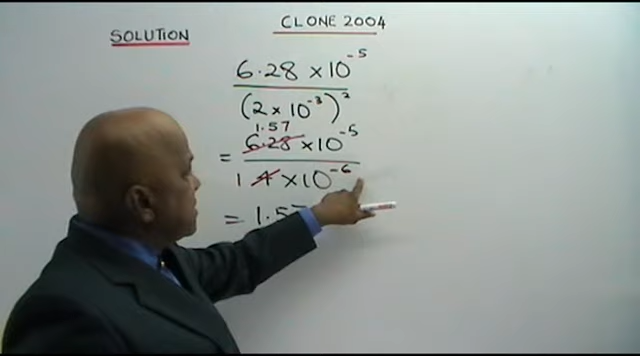 SOLUTION
CLONE 2004
6.28 × 10⁻⁵
(2 × 10⁻³)²
1.57
= 6.28 × 10⁻⁵
1 4 × 10⁻⁶
= 1.57